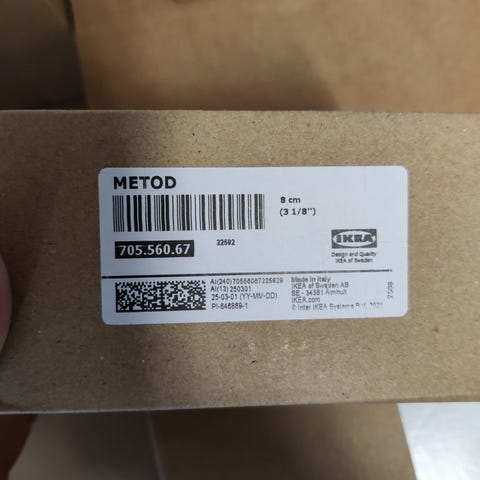 METOD
8 cm
(3 1/8")
705.560.67
22592
IKEA
Design and Quality
IKEA of Sweden
AI(240)70556067225929
AI(13)250301
25-03-01 (YY-MM-DD)
PI-646669-1
Made in Italy
IKEA of Sweden AB
SE - 34381 Älmhult
IKEA.com
© Inter IKEA Systems B.V. 2021